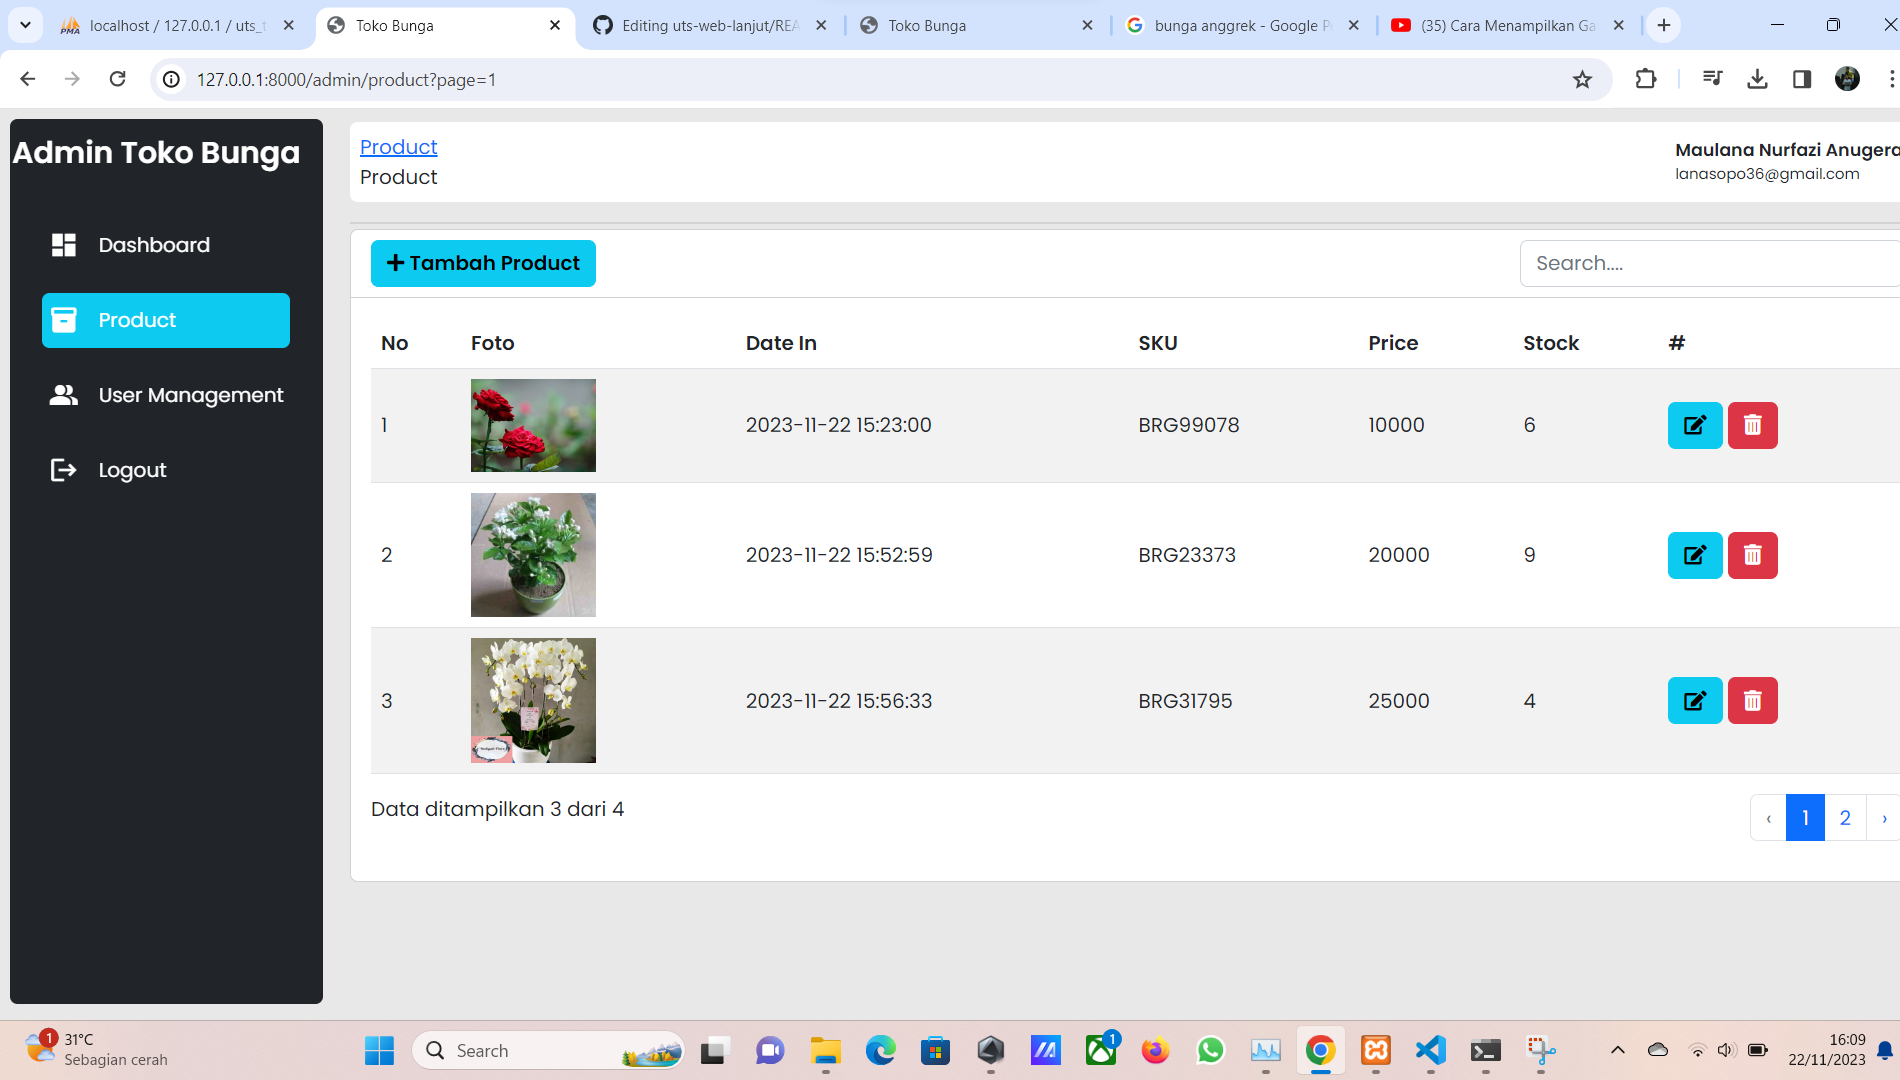 localhost / 127.0.0.1 / uts_t
Toko Bunga
Editing uts-web-lanjut/REA
Toko Bunga
bunga anggrek - Google P
(35) Cara Menampilkan Ga
127.0.0.1:8000/admin/product?page=1
Admin Toko Bunga
Dashboard
Product
User Management
Logout
Product
Product
Maulana Nurfazi Anugera
lanasopo36@gmail.com
+ Tambah Product
Search....
No Foto Date In SKU Price Stock #
1 2023-11-22 15:23:00 BRG99078 10000 6
2 2023-11-22 15:52:59 BRG23373 20000 9
3 2023-11-22 15:56:33 BRG31795 25000 4
Data ditampilkan 3 dari 4
‹ 1 2 ›
1
31°C
Sebagian cerah
Search
1
16:09
22/11/2023